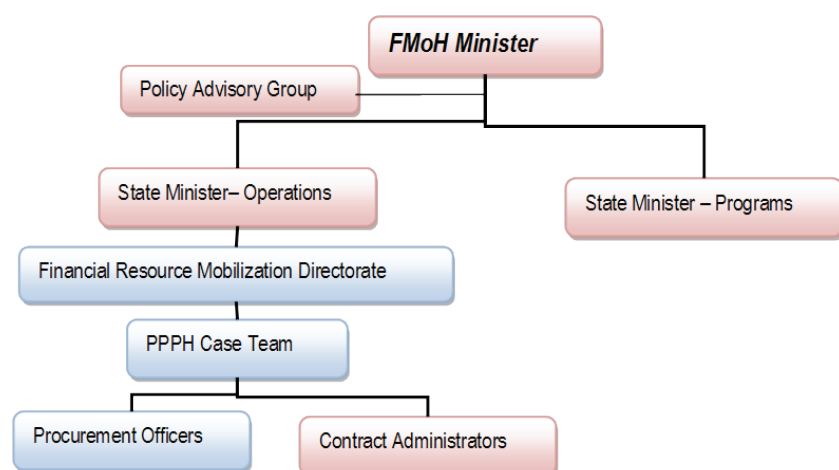 FMoH Minister
Policy Advisory Group
State Minister– Operations
State Minister – Programs
Financial Resource Mobilization Directorate
PPPH Case Team
Procurement Officers
Contract Administrators